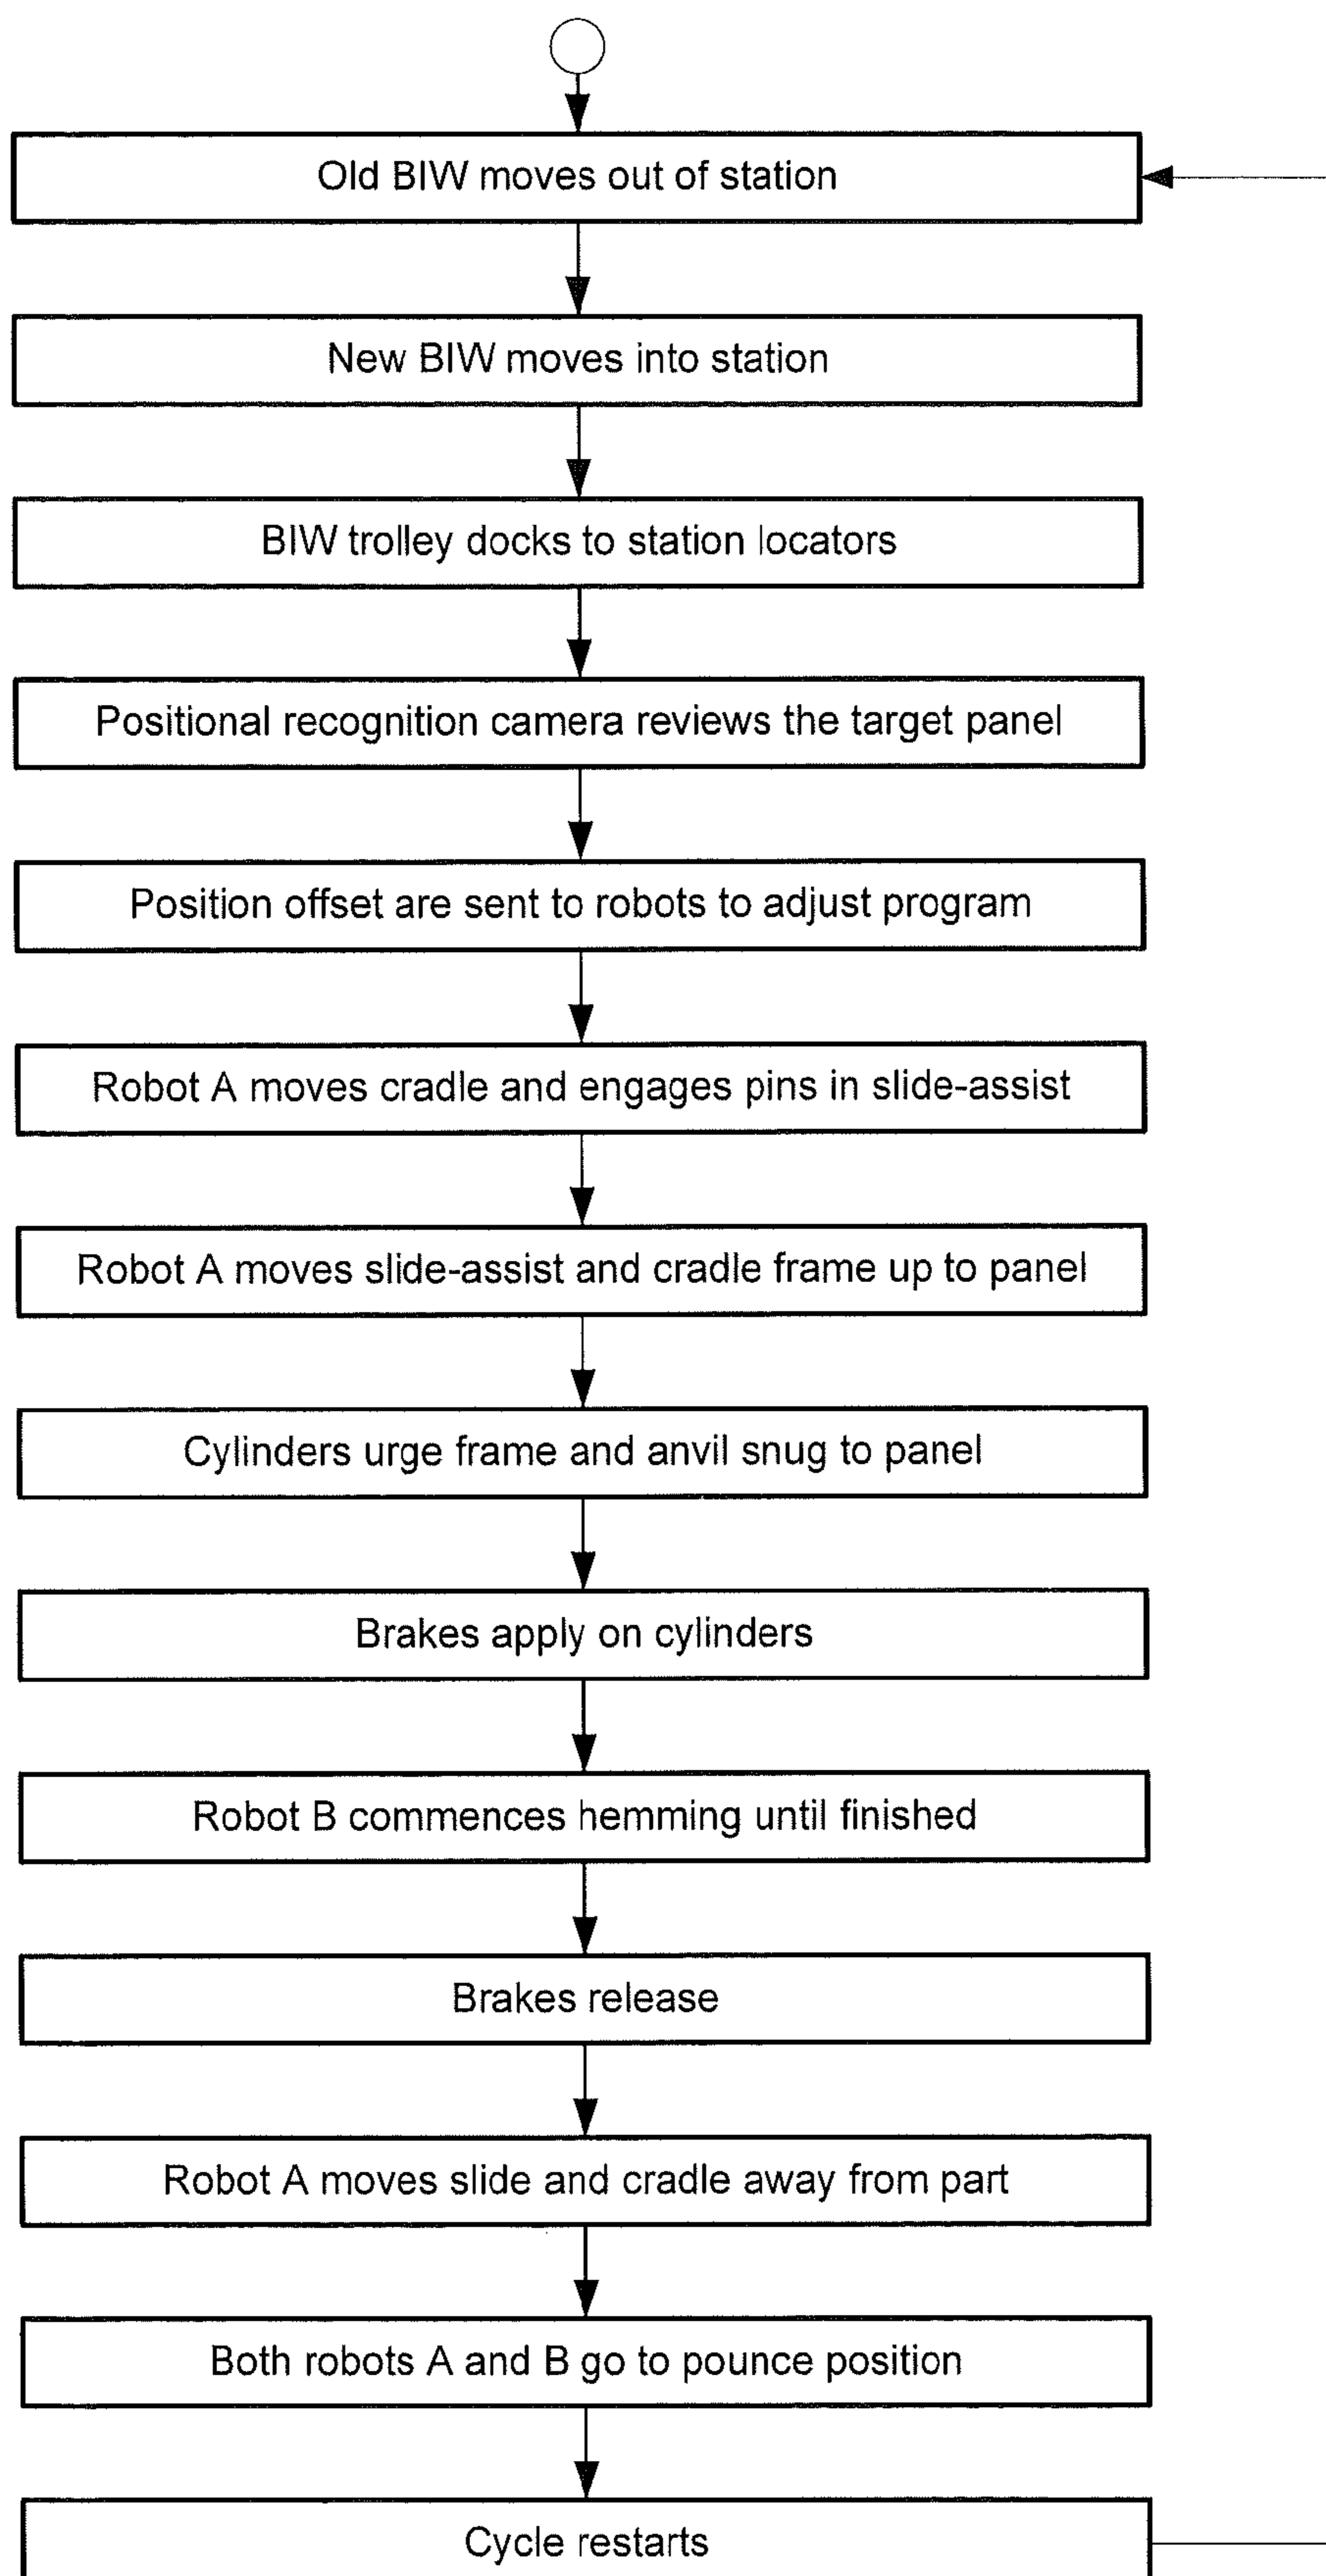 Old BIW moves out of station
New BIW moves into station
BIW trolley docks to station locators
Positional recognition camera reviews the target panel
Position offset are sent to robots to adjust program
Robot A moves cradle and engages pins in slide-assist
Robot A moves slide-assist and cradle frame up to panel
Cylinders urge frame and anvil snug to panel
Brakes apply on cylinders
Robot B commences hemming until finished
Brakes release
Robot A moves slide and cradle away from part
Both robots A and B go to pounce position
Cycle restarts